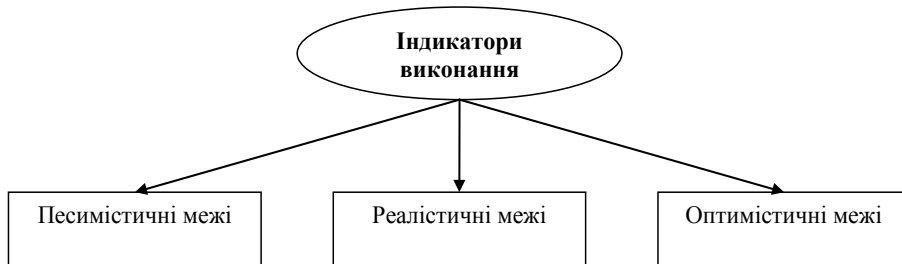 Індикатори
виконання
Песимістичні межі
Реалістичні межі
Оптимістичні межі